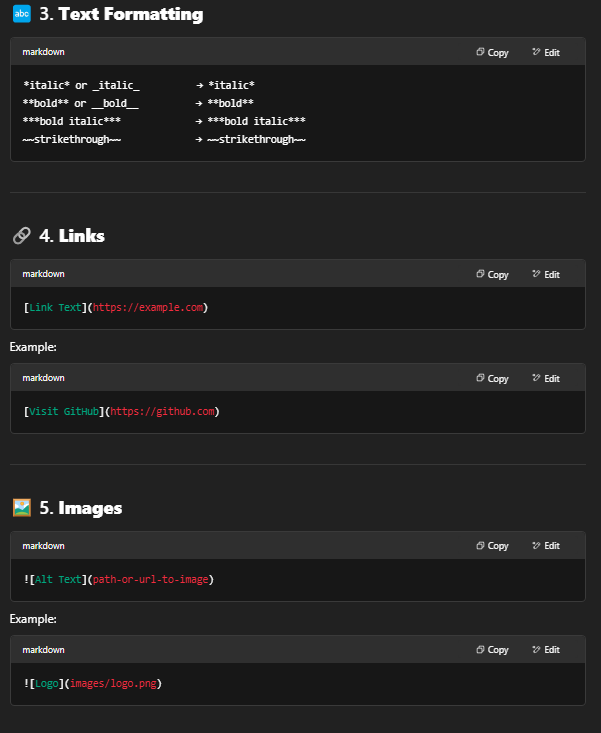 abc 3. Text Formatting
markdown Copy Edit
*italic* or _italic_ → *italic*
**bold** or __bold__ → **bold**
***bold italic*** → ***bold italic***
~~strikethrough~~ → ~~strikethrough~~
4. Links
markdown Copy Edit
[Link Text](https://example.com)
Example:
markdown Copy Edit
[Visit GitHub](https://github.com)
5. Images
markdown Copy Edit
![Alt Text](path-or-url-to-image)
Example:
markdown Copy Edit
![Logo](images/logo.png)